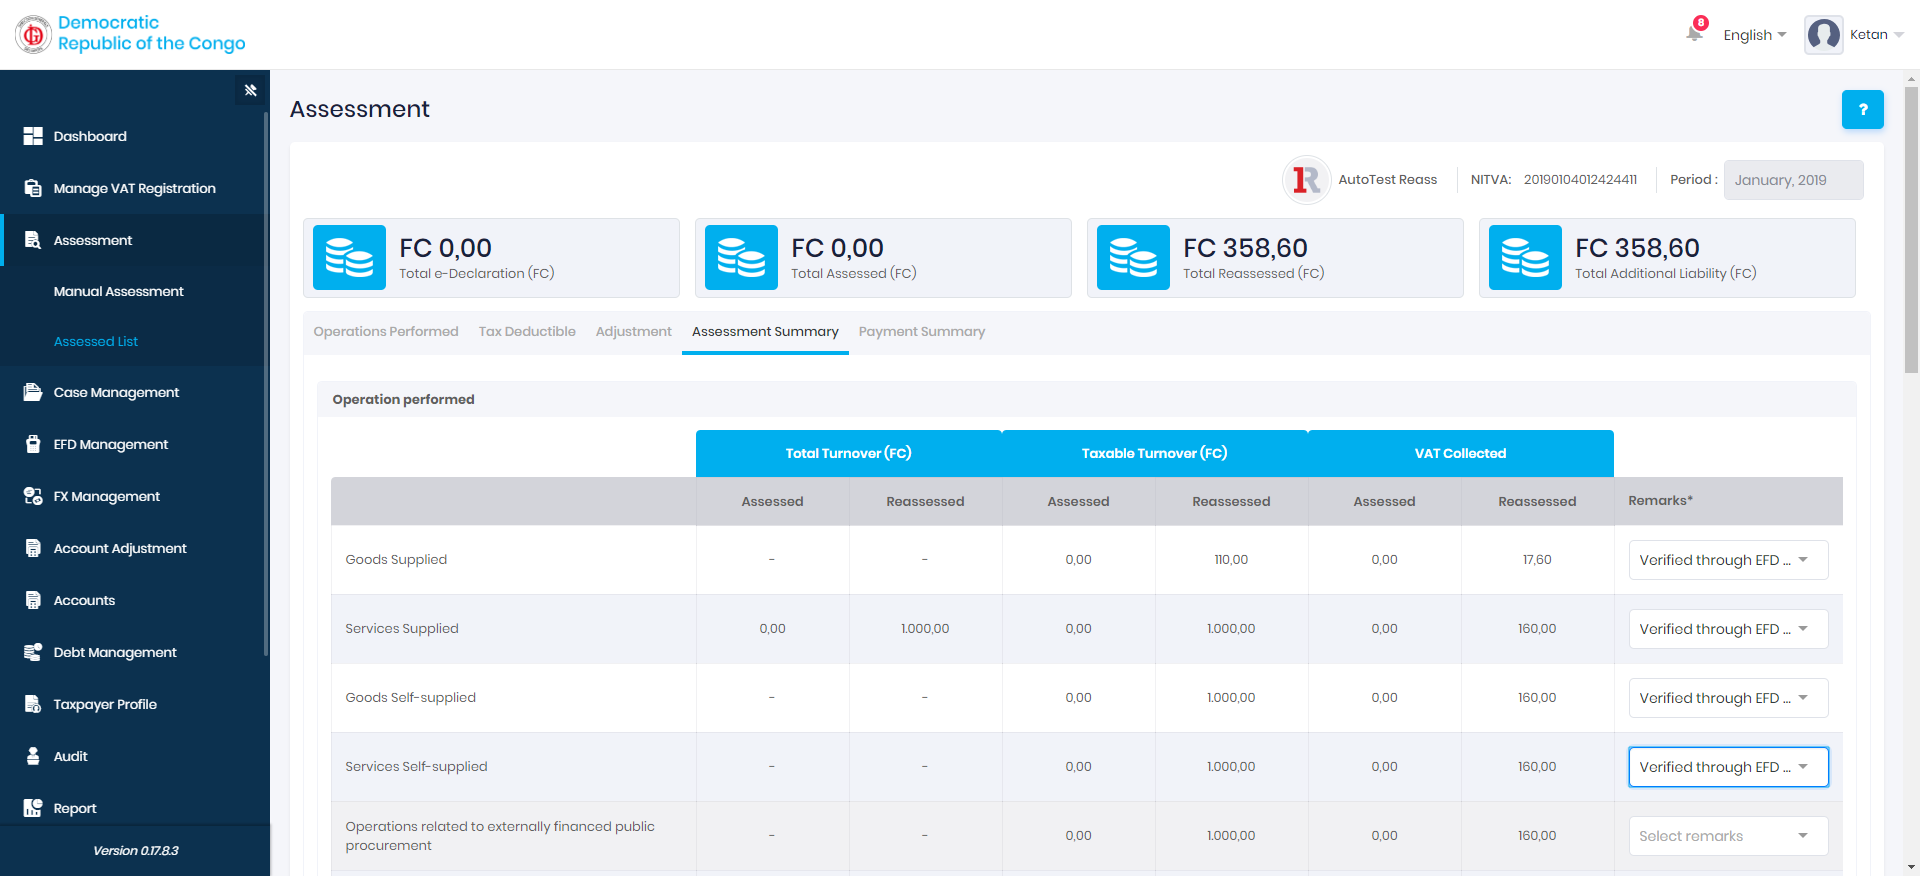 Democratic
Republic of the Congo
8
English
Ketan
Dashboard
Manage VAT Registration
Assessment
Manual Assessment
Assessed List
Case Management
EFD Management
FX Management
Account Adjustment
Accounts
Debt Management
Taxpayer Profile
Audit
Report
Version 0.17.8.3
Assessment
?
AutoTest Reass
NITVA: 20190104012424411
Period : January, 2019
FC 0,00
Total e-Declaration (FC)
FC 0,00
Total Assessed (FC)
FC 358,60
Total Reassessed (FC)
FC 358,60
Total Additional Liability (FC)
Operations Performed Tax Deductible Adjustment Assessment Summary Payment Summary
Operation performed
Total Turnover (FC) Taxable Turnover (FC) VAT Collected
Assessed Reassessed Assessed Reassessed Assessed Reassessed Remarks*
Goods Supplied - - 0,00 110,00 0,00 17,60 Verified through EFD ...
Services Supplied 0,00 1.000,00 0,00 1.000,00 0,00 160,00 Verified through EFD ...
Goods Self-supplied - - 0,00 1.000,00 0,00 160,00 Verified through EFD ...
Services Self-supplied - - 0,00 1.000,00 0,00 160,00 Verified through EFD ...
Operations related to externally financed public
procurement - - 0,00 1.000,00 0,00 160,00 Select remarks